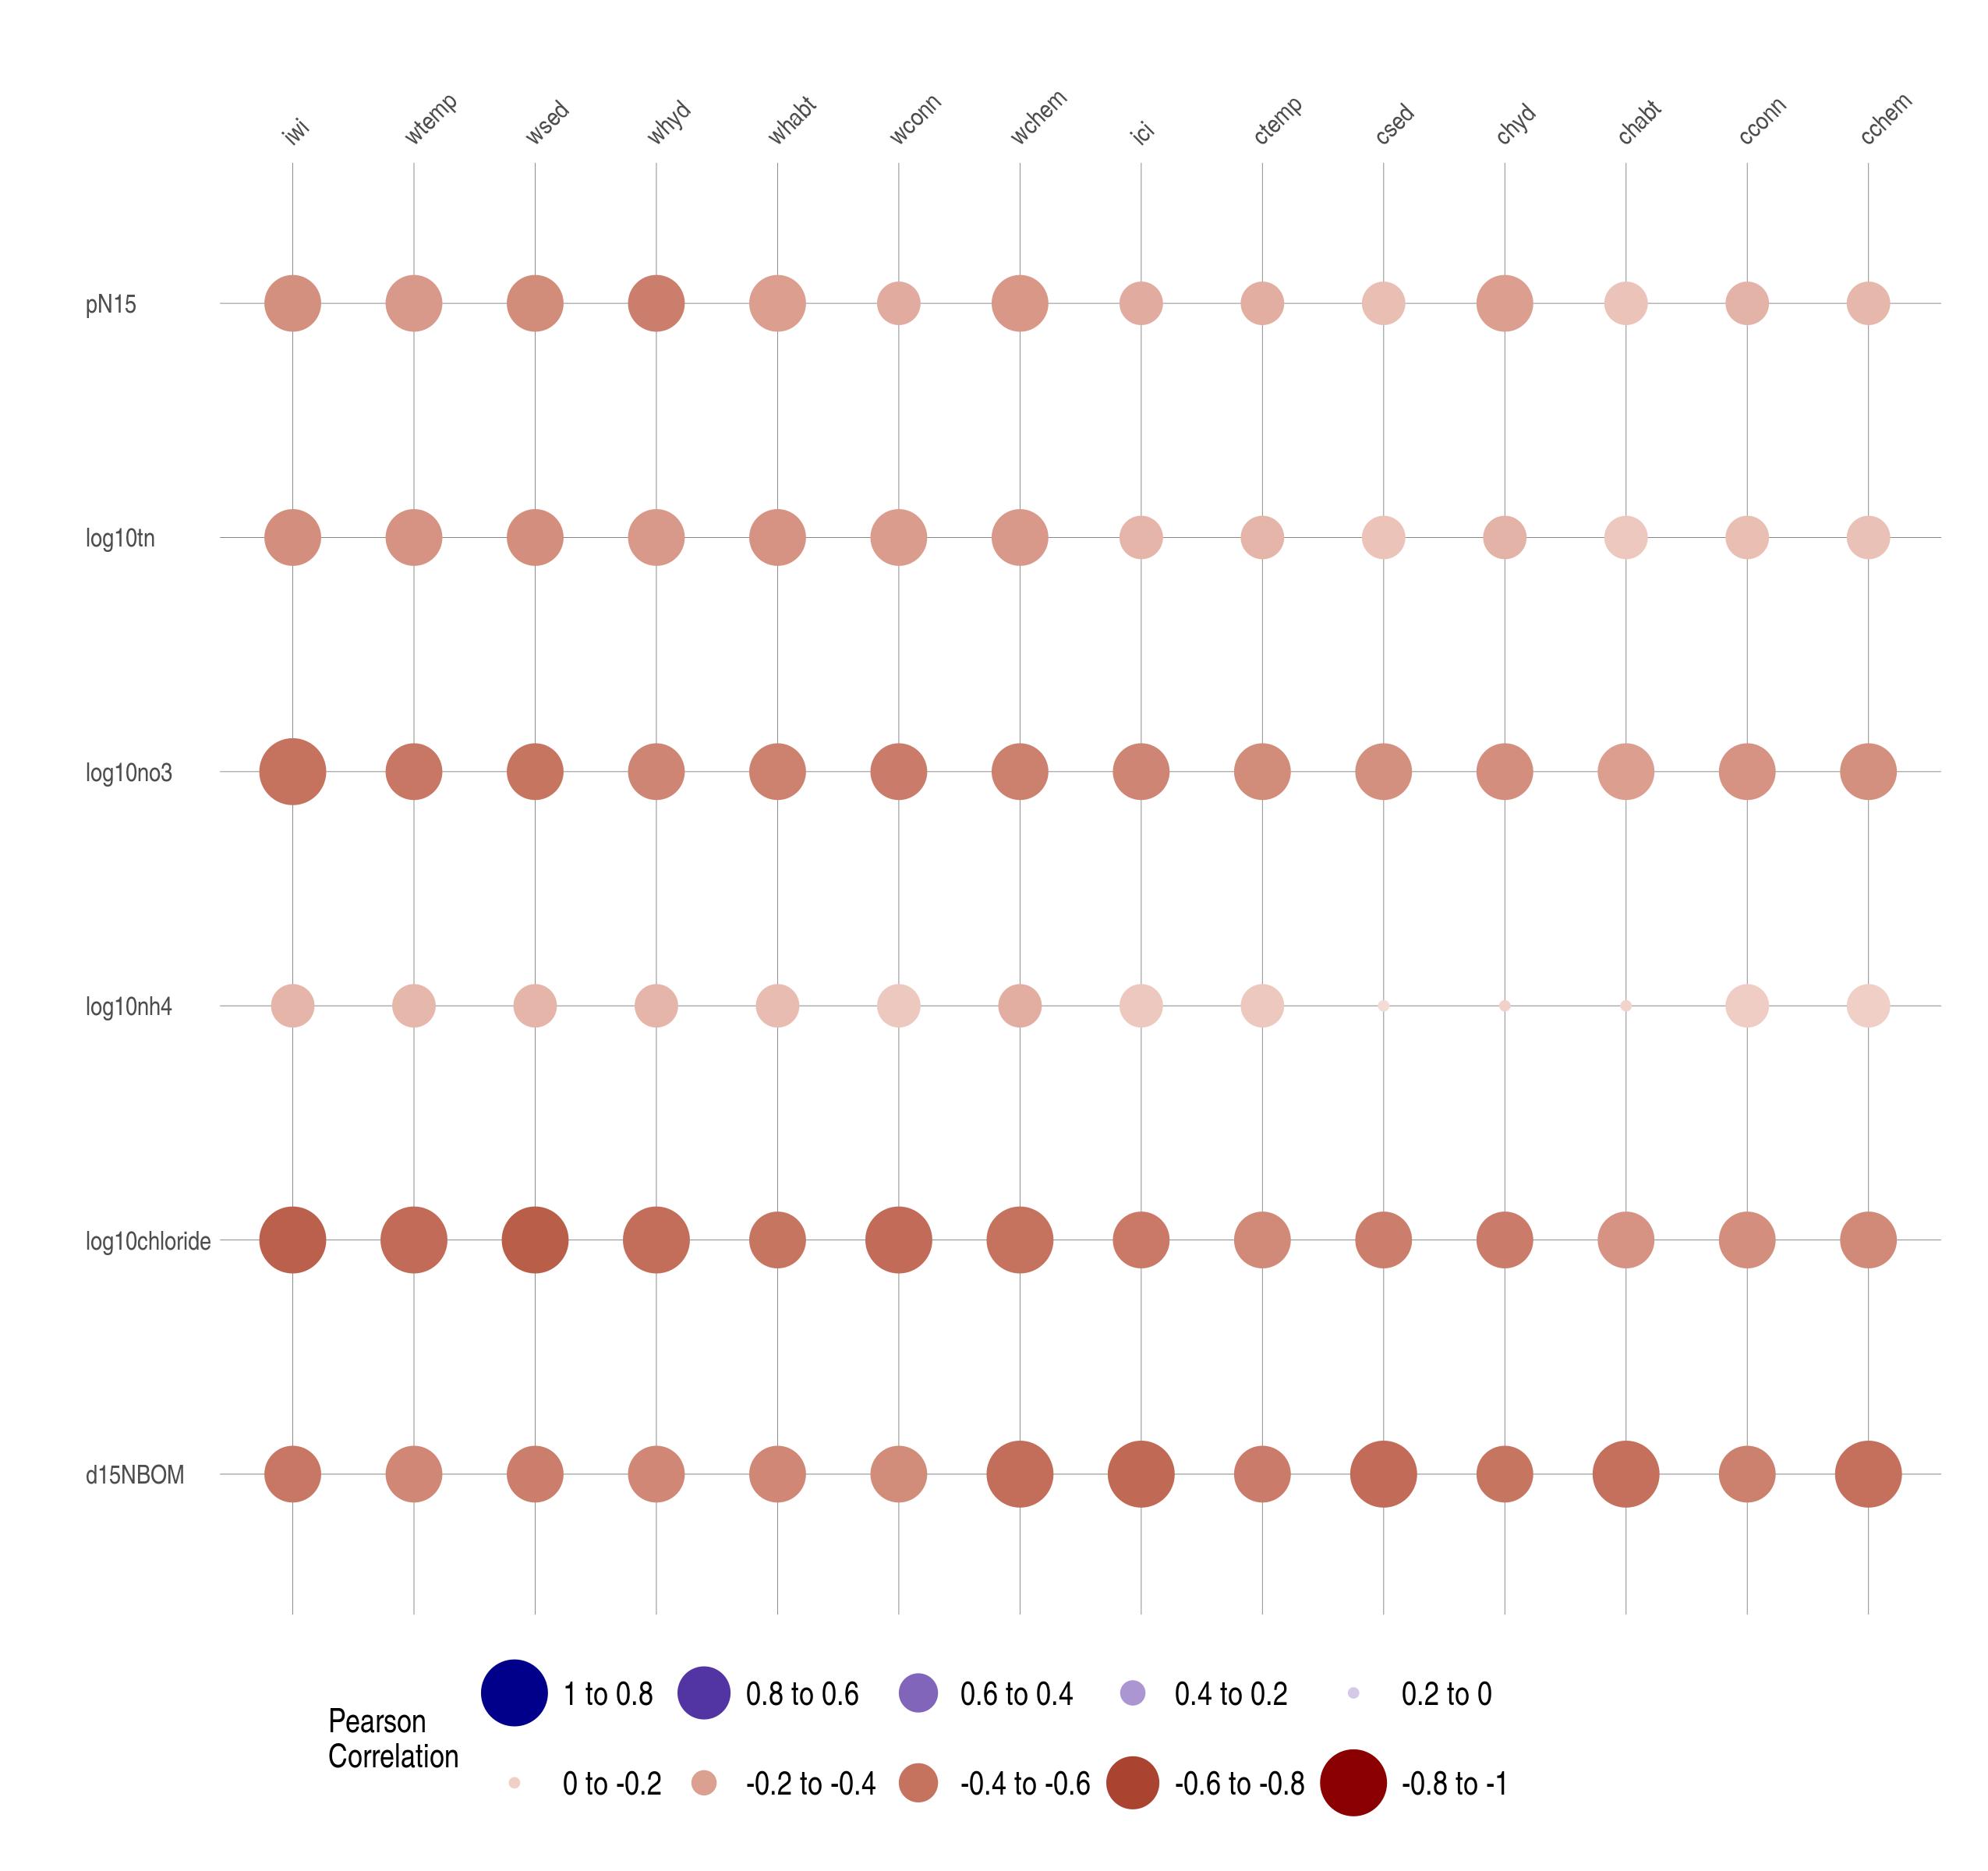 iwi wtemp wsed whyd whabt wconn wchem ici ctemp csed chyd chabt cconn cchem
pN15
log10tn
log10no3
log10nh4
log10chloride
d15NBOM
Pearson
Correlation
1 to 0.8 0.8 to 0.6 0.6 to 0.4 0.4 to 0.2 0.2 to 0
0 to -0.2 -0.2 to -0.4 -0.4 to -0.6 -0.6 to -0.8 -0.8 to -1